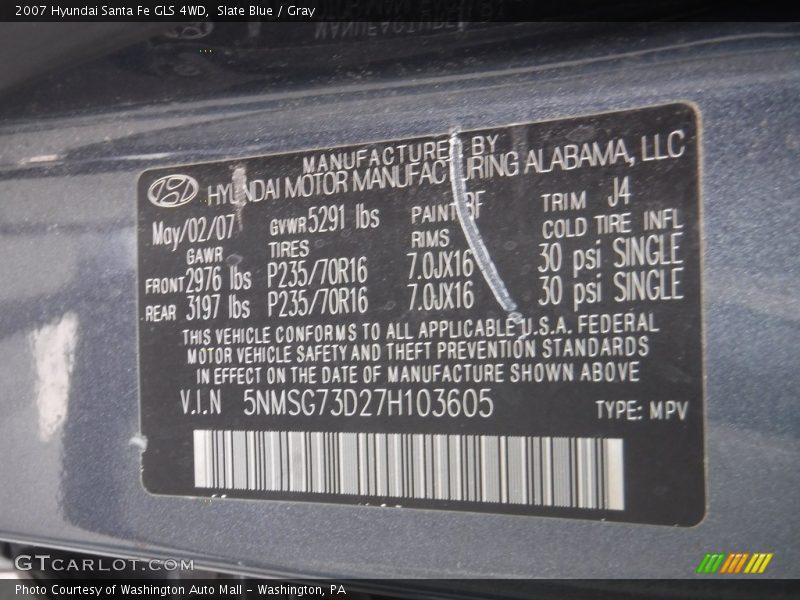 2007 Hyundai Santa Fe GLS 4WD,  Slate Blue / Gray
MANUFACTURED BY
HYUNDAI MOTOR MANUFACTURING ALABAMA, LLC
May/02/07 GVWR 5291 lbs PAINT BF TRIM J4
GAWR TIRES RIMS COLD TIRE INFL
FRONT 2976 lbs P235/70R16 7.0JX16 30 psi SINGLE
REAR 3197 lbs P235/70R16 7.0JX16 30 psi SINGLE
THIS VEHICLE CONFORMS TO ALL APPLICABLE U.S.A. FEDERAL
MOTOR VEHICLE SAFETY AND THEFT PREVENTION STANDARDS
IN EFFECT ON THE DATE OF MANUFACTURE SHOWN ABOVE
V.I.N 5NMSG73D27H103605 TYPE: MPV
GTCARLOT.COM
Photo Courtesy of Washington Auto Mall - Washington, PA